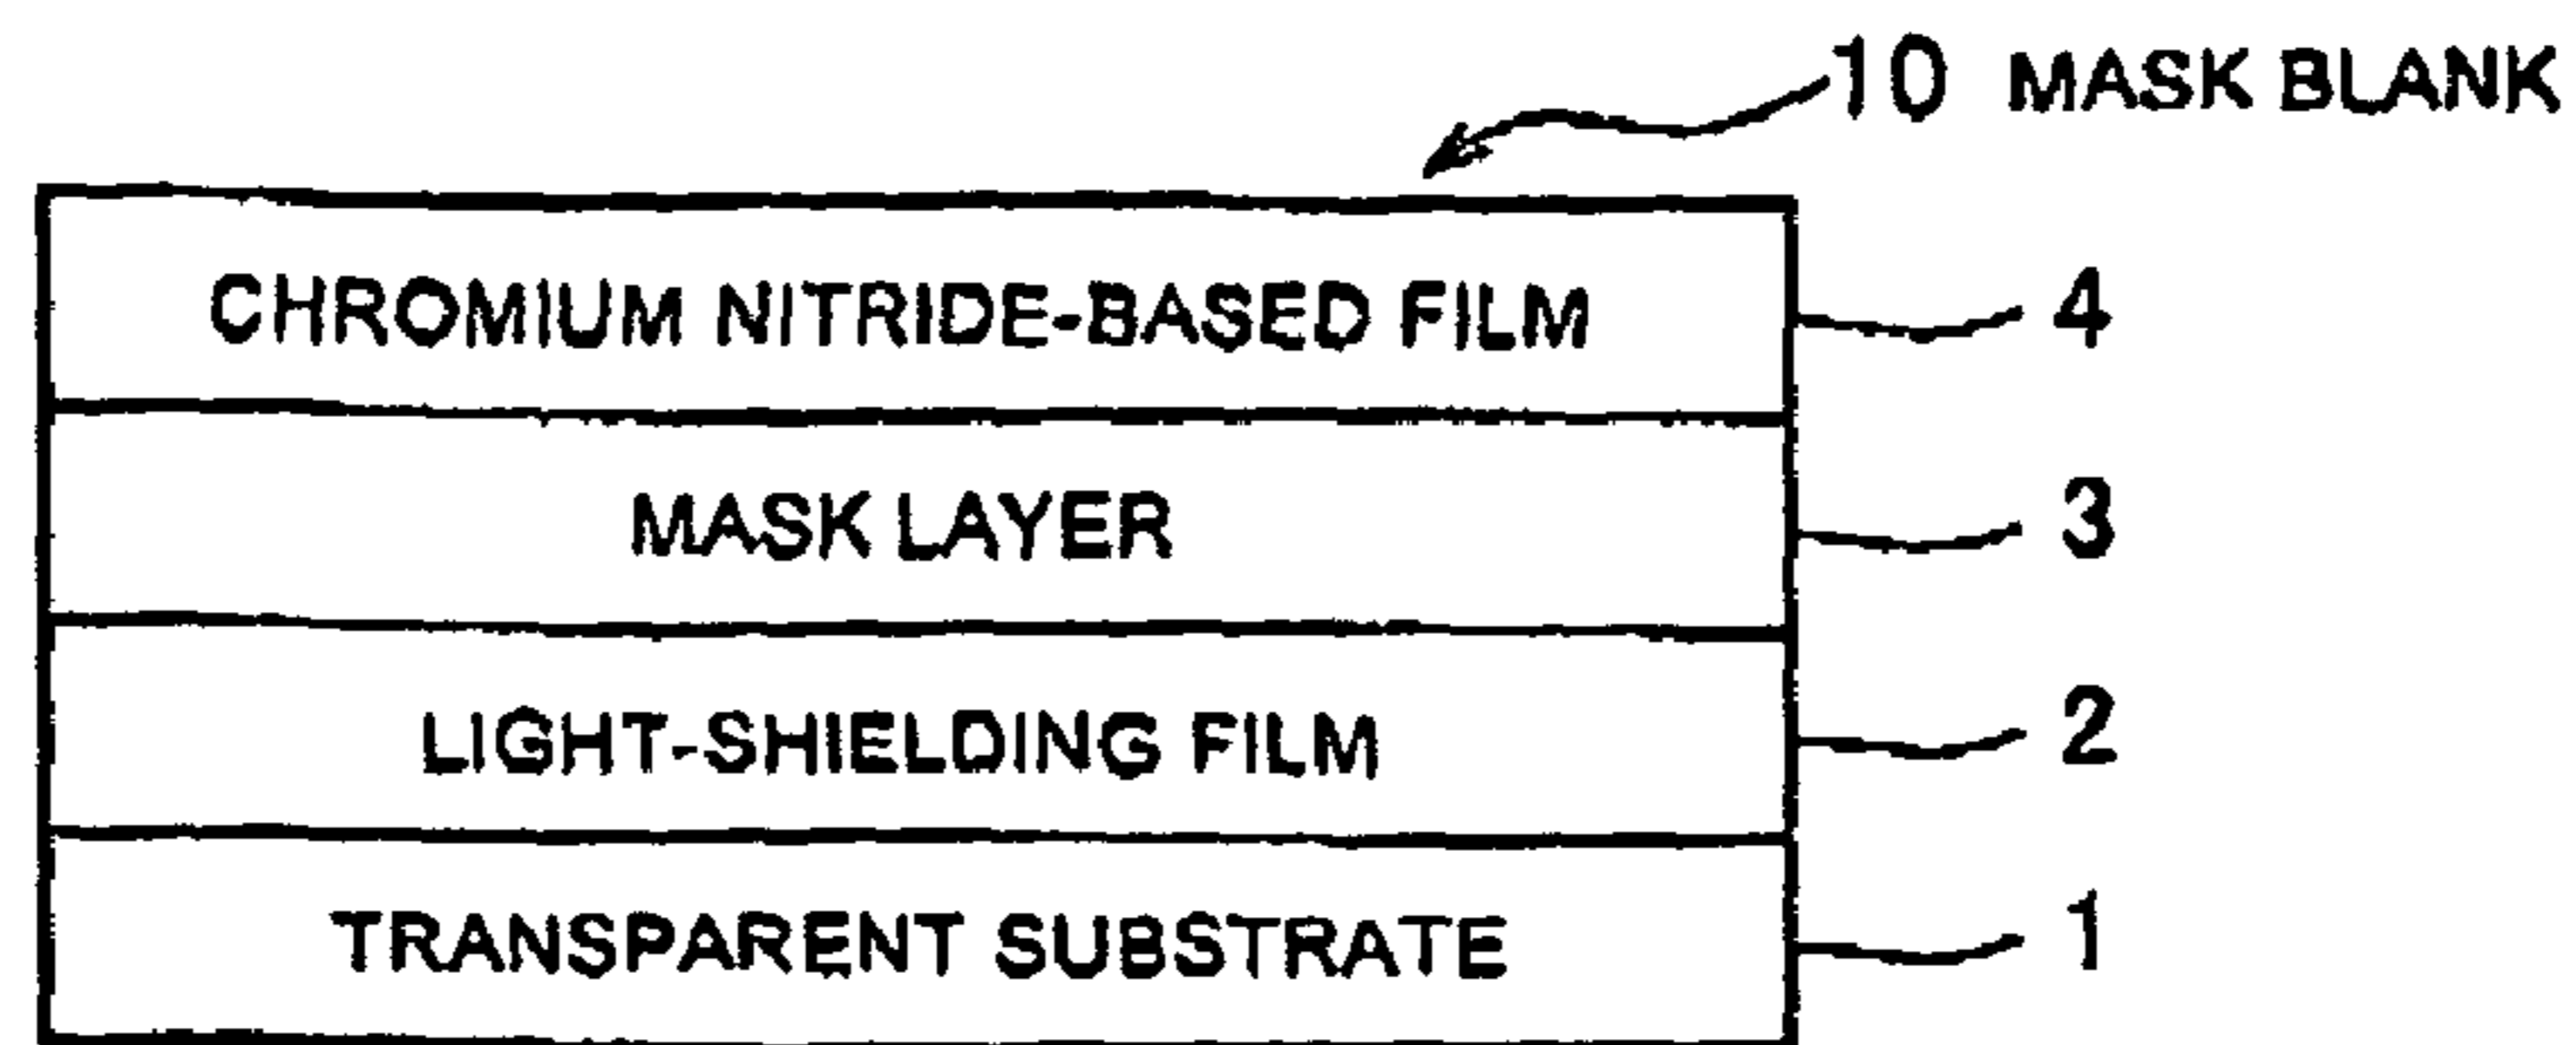 10 MASK BLANK
CHROMIUM NITRIDE-BASED FILM 4
MASK LAYER 3
LIGHT-SHIELDING FILM 2
TRANSPARENT SUBSTRATE 1